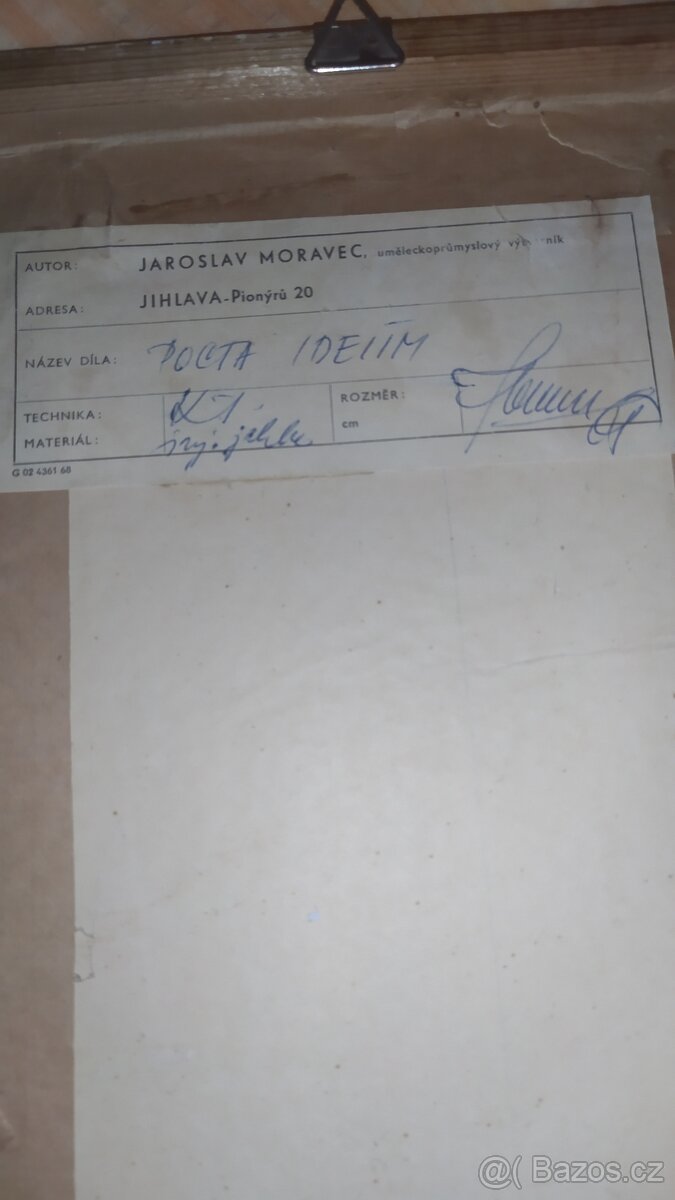 AUTOR: JAROSLAV MORAVEC, uměleckoprůmyslový
ADRESA: JIHLAVA-Pionýrů 20
NÁZEV DÍLA: POCTA IDEIÍM
TECHNIKA: ROZMĚR:
MATERIÁL: cm
G 02 4361 68
@( Bazos.cz